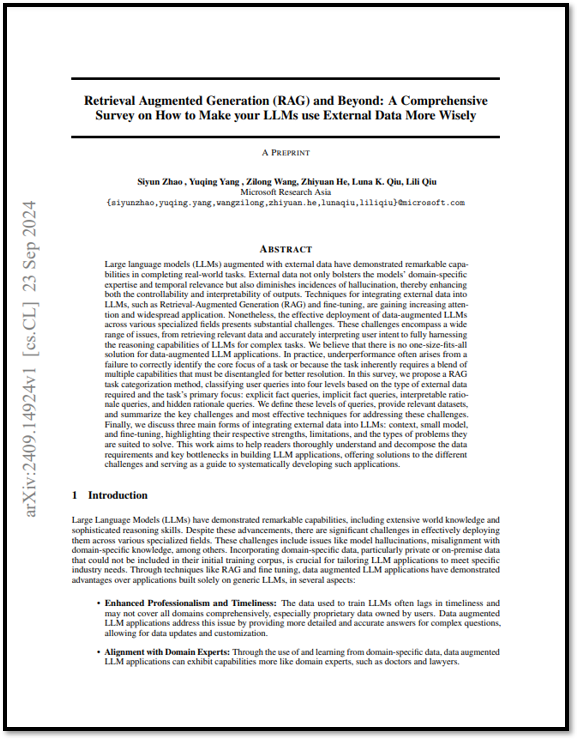 Retrieval Augmented Generation (RAG) and Beyond: A Comprehensive
Survey on How to Make your LLMs use External Data More Wisely
A PREPRINT
Siyun Zhao , Yuqing Yang , Zilong Wang, Zhiyuan He, Luna K. Qiu, Lili Qiu
Microsoft Research Asia
{siyunzhao,yuqing.yang,wangzilong,zhiyuan.he,lunaqiu,liliqiu}@microsoft.com
arXiv:2409.14924v1 [cs.CL] 23 Sep 2024
ABSTRACT
Large language models (LLMs) augmented with external data have demonstrated remarkable capa-
bilities in completing real-world tasks. External data not only bolsters the models' domain-specific
expertise and temporal relevance but also diminishes incidences of hallucination, thereby enhancing
both the controllability and interpretability of outputs. Techniques for integrating external data into
LLMs, such as Retrieval-Augmented Generation (RAG) and fine-tuning, are gaining increasing atten-
tion and widespread application. Nonetheless, the effective deployment of data-augmented LLMs
across various specialized fields presents substantial challenges. These challenges encompass a wide
range of issues, from retrieving relevant data and accurately interpreting user intent to fully harnessing
the reasoning capabilities of LLMs for complex tasks. We believe that there is no one-size-fits-all
solution for data-augmented LLM applications. In practice, underperformance often arises from a
failure to correctly identify the core focus of a task or because the task inherently requires a blend of
multiple capabilities that must be disentangled for better resolution. In this survey, we propose a RAG
task categorization method, classifying user queries into four levels based on the type of external data
required and the task's primary focus: explicit fact queries, implicit fact queries, interpretable ratio-
nale queries, and hidden rationale queries. We define these levels of queries, provide relevant datasets,
and summarize the key challenges and most effective techniques for addressing these challenges.
Finally, we discuss three main forms of integrating external data into LLMs: context, small model,
and fine-tuning, highlighting their respective strengths, limitations, and the types of problems they
are suited to solve. This work aims to help readers thoroughly understand and decompose the data
requirements and key bottlenecks in building LLM applications, offering solutions to the different
challenges and serving as a guide to systematically developing such applications.
1 Introduction
Large Language Models (LLMs) have demonstrated remarkable capabilities, including extensive world knowledge and
sophisticated reasoning skills. Despite these advancements, there are significant challenges in effectively deploying
them across various specialized fields. These challenges include issues like model hallucinations, misalignment with
domain-specific knowledge, among others. Incorporating domain-specific data, particularly private or on-premise data
that could not be included in their initial training corpus, is crucial for tailoring LLM applications to meet specific
industry needs. Through techniques like RAG and fine tuning, data augmented LLM applications have demonstrated
advantages over applications built solely on generic LLMs, in several aspects:
• Enhanced Professionalism and Timeliness: The data used to train LLMs often lags in timeliness and
may not cover all domains comprehensively, especially proprietary data owned by users. Data augmented
LLM applications address this issue by providing more detailed and accurate answers for complex questions,
allowing for data updates and customization.
• Alignment with Domain Experts: Through the use of and learning from domain-specific data, data augmented
LLM applications can exhibit capabilities more like domain experts, such as doctors and lawyers.